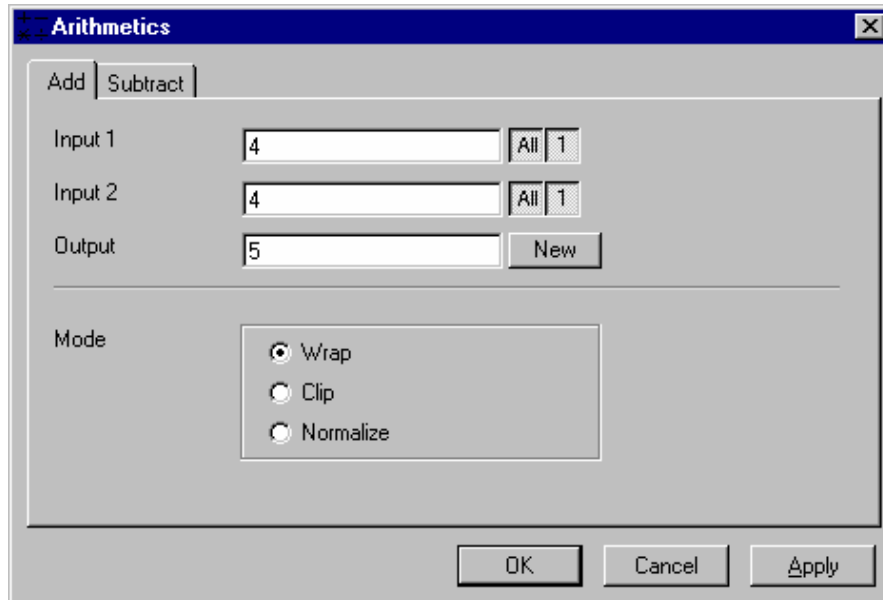 Arithmetics
Add Subtract
Input 1 4 All 1
Input 2 4 All 1
Output 5 New
Mode
Wrap
Clip
Normalize
OK Cancel Apply